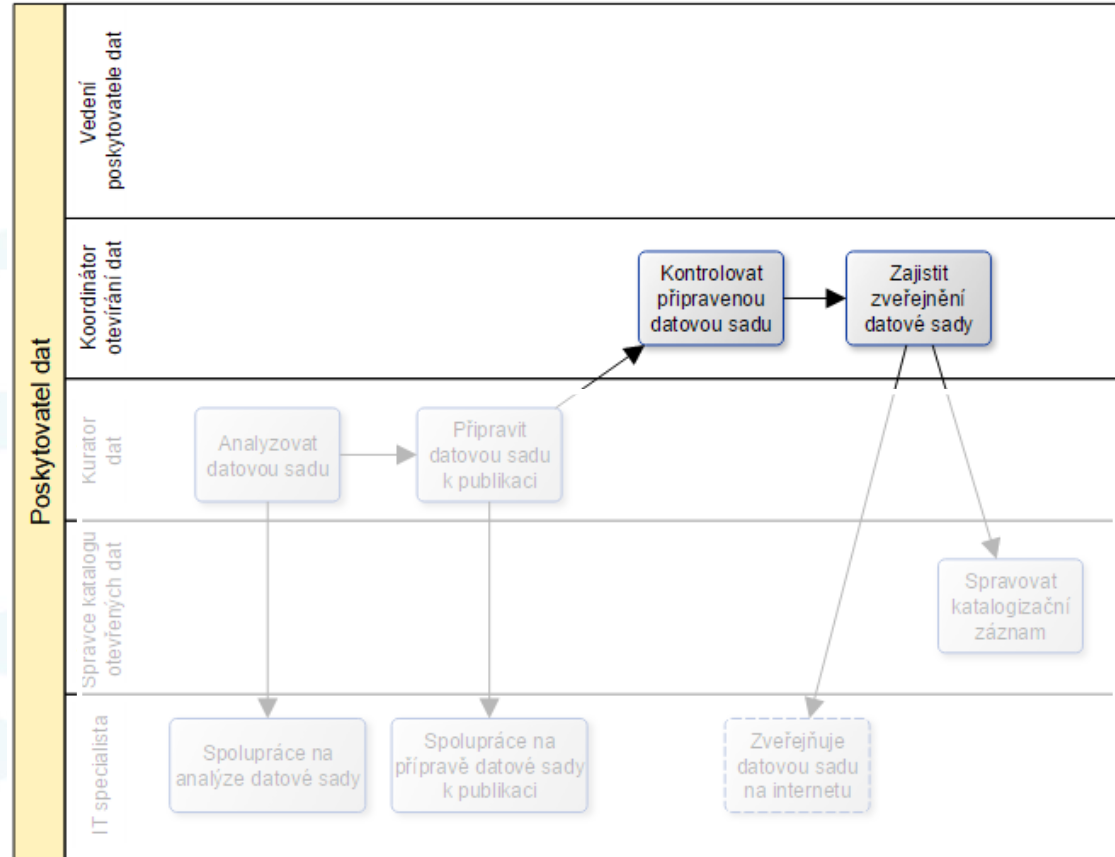 Poskytovatel dat
Vedení
poskytovatele dat
Koordinátor
otevírání dat
Kontrolovat
připravenou
datovou sadu
Zajistit
zveřejnění
datové sady
Kurator
dat
Analyzovat
datovou sadu
Připravit
datovou sadu
k publikaci
Spravce katalogu
otevřených dat
Spravovat
katalogizační
záznam
IT specialista
Spolupráce na
analýze datové sady
Spolupráce na
přípravě datové sady
k publikaci
Zveřejňuje
datovou sadu
na internetu